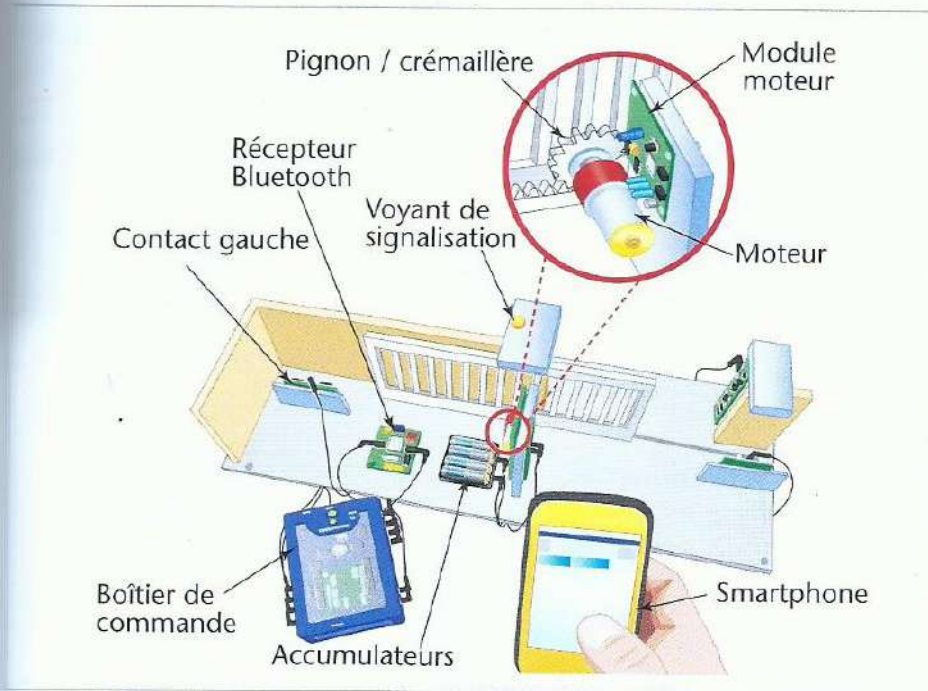 Pignon / crémaillère
Module
moteur
Récepteur
Bluetooth
Voyant de
signalisation
Contact gauche
Moteur
Boîtier de
commande
Accumulateurs
Smartphone